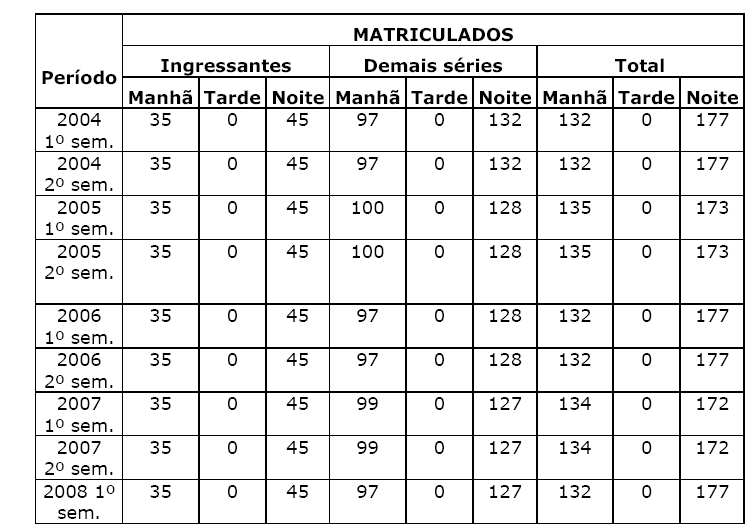 MATRICULADOS
Período Ingressantes Demais séries Total
Manhã Tarde Noite Manhã Tarde Noite Manhã Tarde Noite
2004 35 0 45 97 0 132 132 0 177
1º sem.
2004 35 0 45 97 0 132 132 0 177
2º sem.
2005 35 0 45 100 0 128 135 0 173
1º sem.
2005 35 0 45 100 0 128 135 0 173
2º sem.
2006 35 0 45 97 0 128 132 0 177
1º sem.
2006 35 0 45 97 0 128 132 0 177
2º sem.
2007 35 0 45 99 0 127 134 0 172
1º sem.
2007 35 0 45 99 0 127 134 0 172
2º sem.
2008 1º 35 0 45 97 0 127 132 0 177
sem.